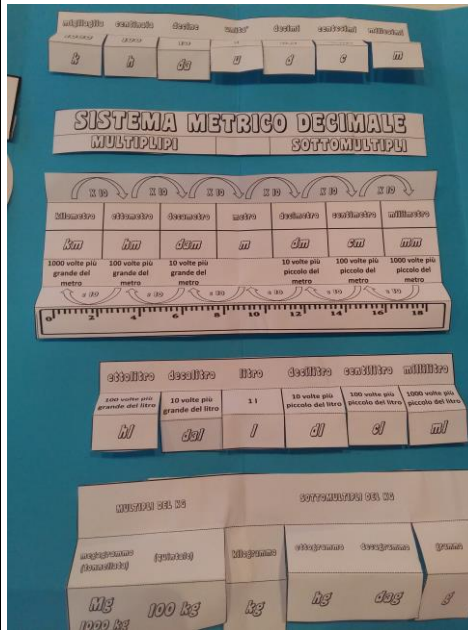 migliaglia centinaia decine unita' decimi centesimi millesimi
k h da u d c m
SISTEMA METRICO DECIMALE
MULTIPLIPI SOTTOMULTIPLI
X 10 X 10 X 10 X 10 X 10 X 10
kilometro ettometro decametro metro decimetro centimetro millimetro
km hm dam m dm cm mm
1000 volte più 100 volte più 10 volte più 10 volte più 100 volte più 1000 volte più
grande del grande del grande del piccolo del piccolo del piccolo del
metro metro metro metro metro metro
: 10 : 10 : 10 : 10 : 10 : 10
0 2 4 6 8 10 12 14 16 18
ettolitro decalitro litro decilitro centilitro millilitro
100 volte più 10 volte più 1 l 10 volte più 100 volte più 1000 volte più
grande del litro grande del litro piccolo del litro piccolo del litro piccolo del litro
hl dal l dl cl ml
MULTIPLI DEL KG SOTTOMULTIPLI DEL KG
megagrammo (quintale) kilogrammo ettogrammo decagrammo grammo
(tonnellata)
Mg 100 kg kg hg dag g
1000 kg